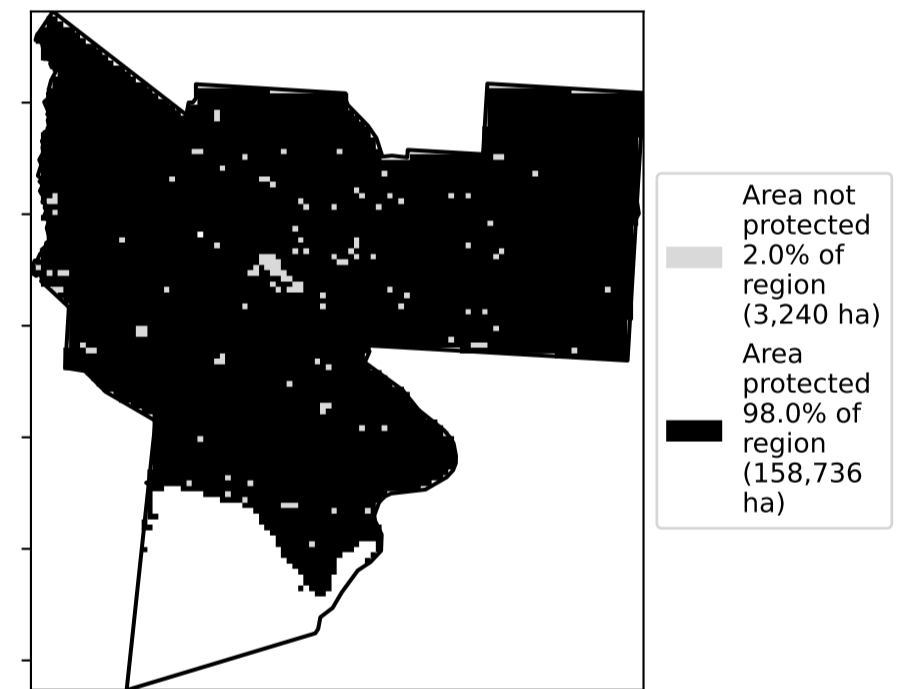 Area not
protected
2.0% of
region
(3,240 ha)
Area
protected
98.0% of
region
(158,736
ha)